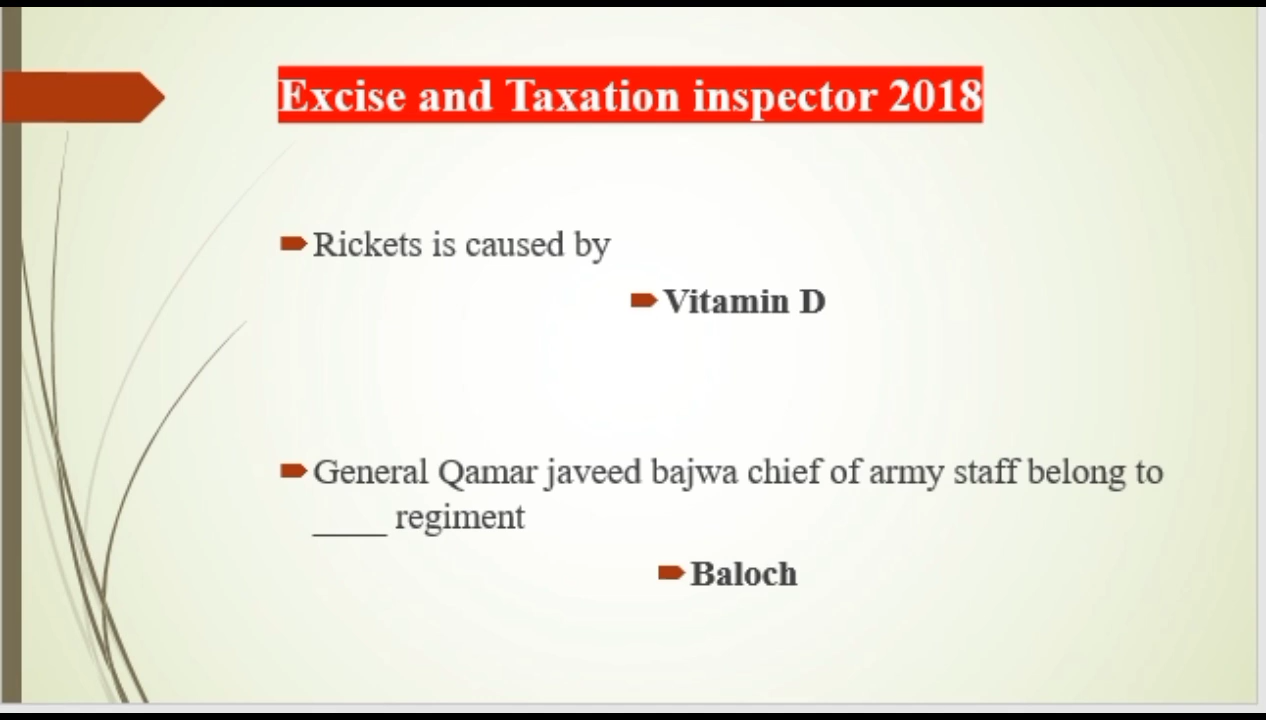 Excise and Taxation inspector 2018
Rickets is caused by
Vitamin D
General Qamar javeed bajwa chief of army staff belong to
____ regiment
Baloch